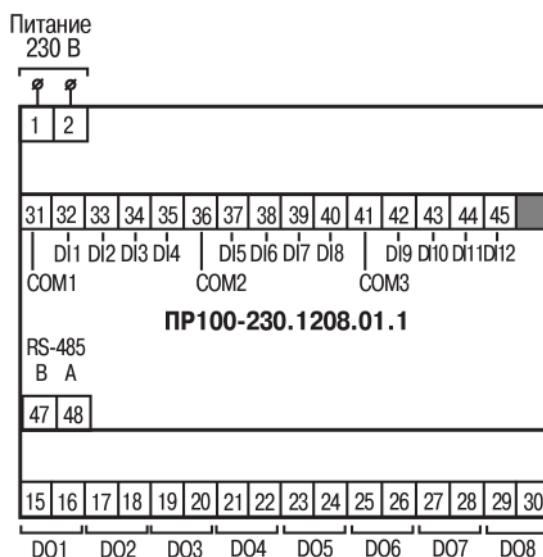 Питание
230 В
1 2
31 32 33 34 35 36 37 38 39 40 41 42 43 44 45
DI1 DI2 DI3 DI4 DI5 DI6 DI7 DI8 DI9 DI10 DI11 DI12
COM1 COM2 COM3
ПР100-230.1208.01.1
RS-485
B A
47 48
15 16 17 18 19 20 21 22 23 24 25 26 27 28 29 30
DO1 DO2 DO3 DO4 DO5 DO6 DO7 DO8